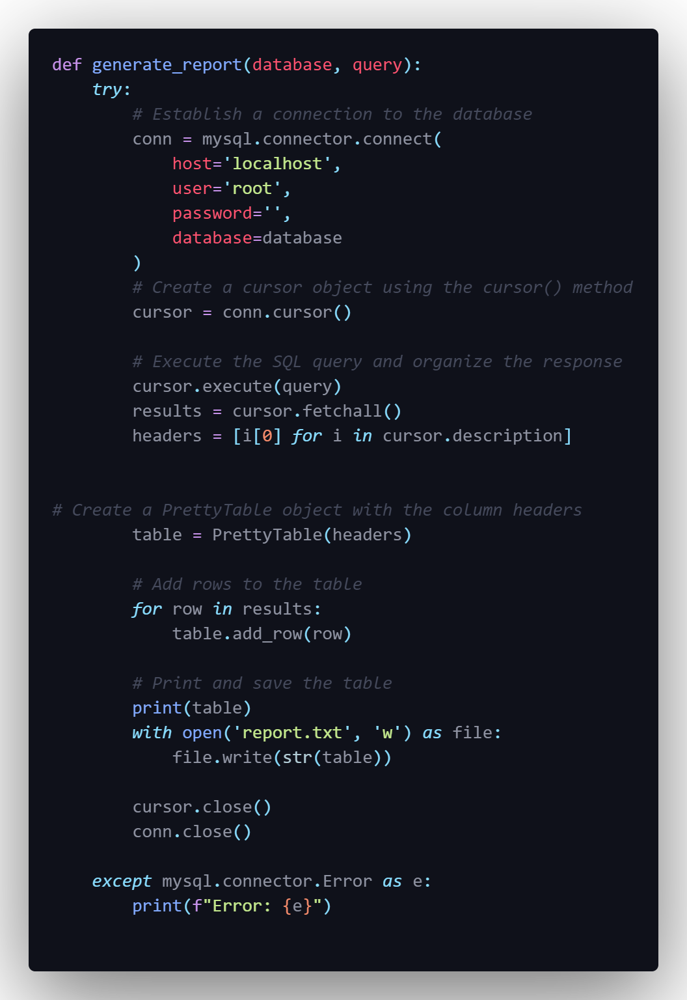 def generate_report(database, query):
    try:
        # Establish a connection to the database
        conn = mysql.connector.connect(
            host='localhost',
            user='root',
            password='',
            database=database
        )
        # Create a cursor object using the cursor() method
        cursor = conn.cursor()

        # Execute the SQL query and organize the response
        cursor.execute(query)
        results = cursor.fetchall()
        headers = [i[0] for i in cursor.description]


# Create a PrettyTable object with the column headers
        table = PrettyTable(headers)

        # Add rows to the table
        for row in results:
            table.add_row(row)

        # Print and save the table
        print(table)
        with open('report.txt', 'w') as file:
            file.write(str(table))

        cursor.close()
        conn.close()

    except mysql.connector.Error as e:
        print(f"Error: {e}")